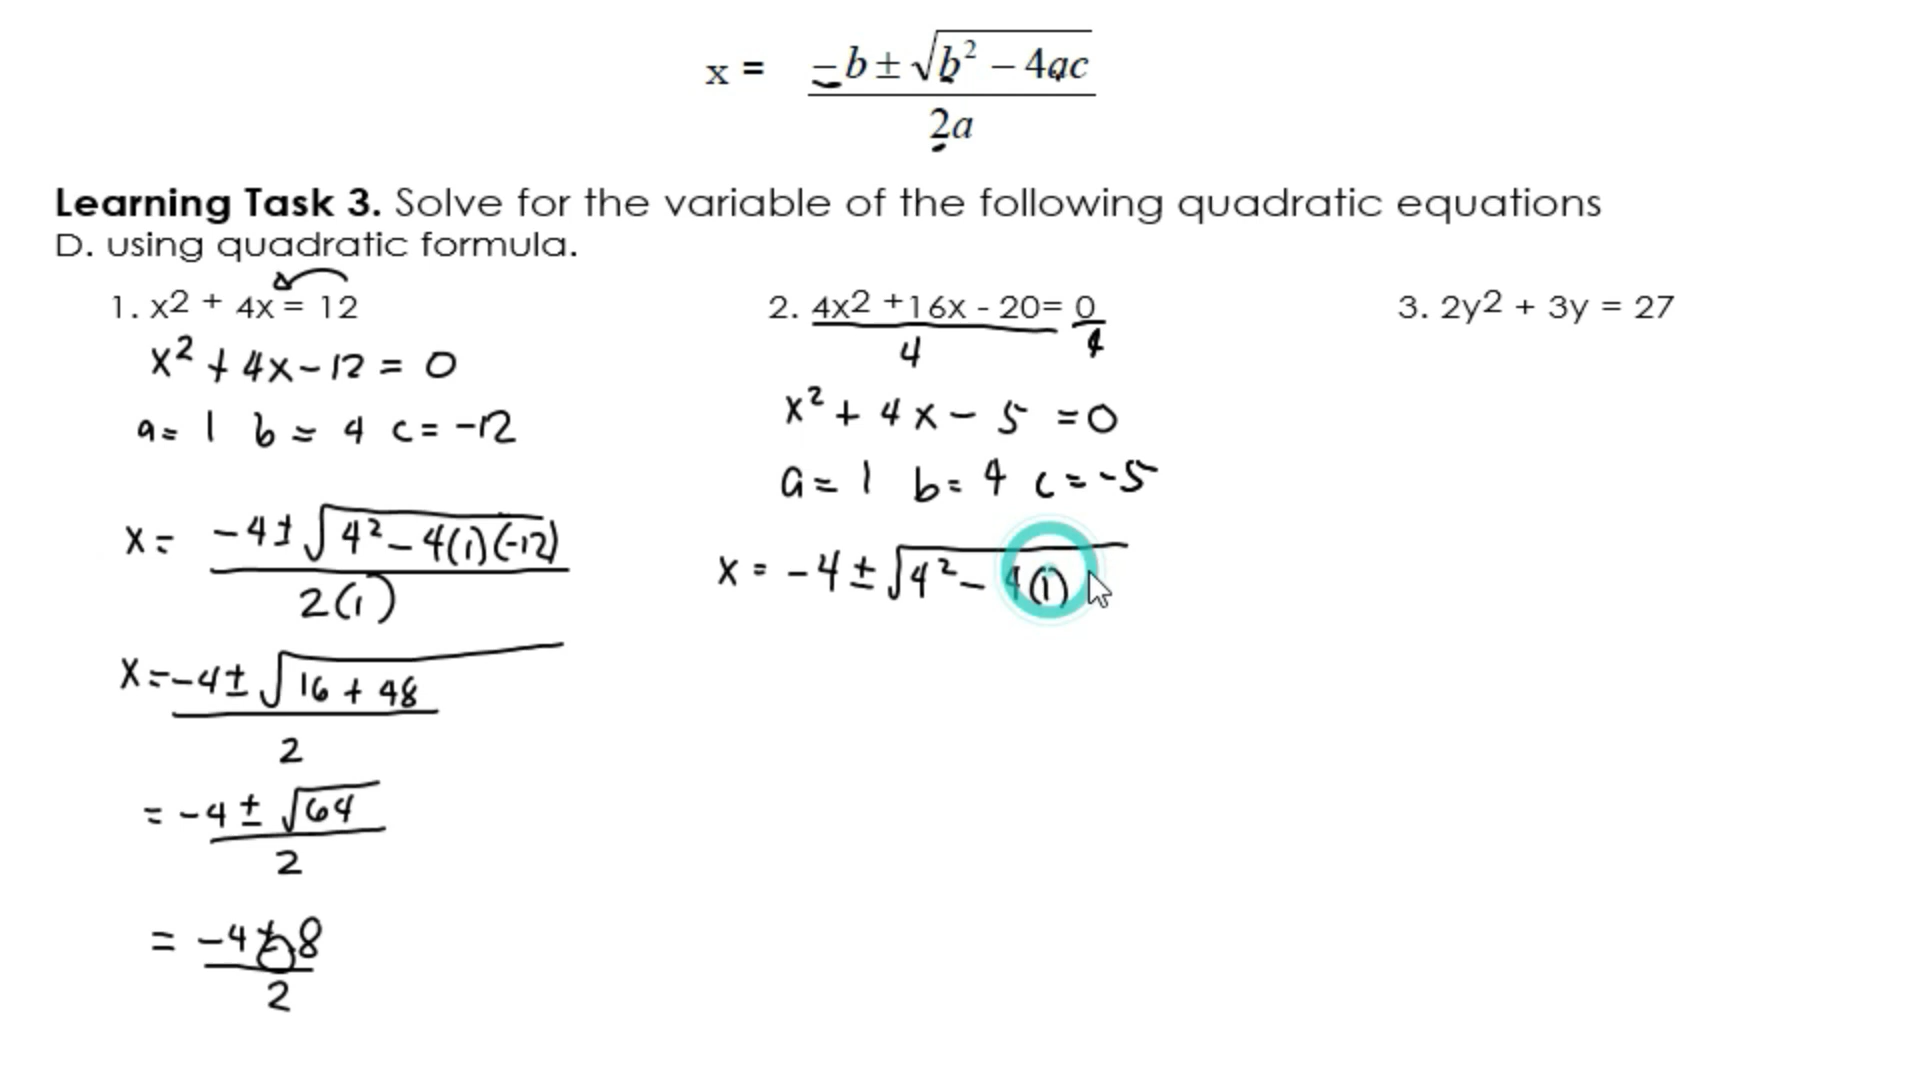 x = −b ± √b² − 4ac
2a
Learning Task 3. Solve for the variable of the following quadratic equations
D. using quadratic formula.
1. x2 + 4x = 12
x² + 4x − 12 = 0
a = 1 b = 4 c = −12
x = −4 ± √4² − 4(1)(−12)
2(1)
x = −4 ± √16 + 48
2
= −4 ± √64
2
= −4 ± 8
2
2. 4x2 +16x - 20= 0
4 4
x² + 4x − 5 = 0
a = 1 b = 4 c = −5
x = −4 ± √4² − 4(1)
3. 2y2 + 3y = 27